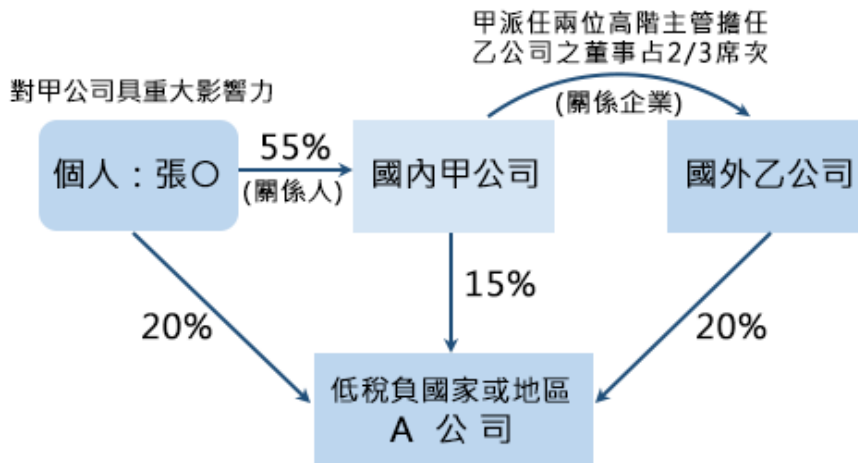 甲派任兩位高階主管擔任
乙公司之董事占2/3席次
對甲公司具重大影響力
(關係企業)
個人：張〇
55%
(關係人)
國內甲公司
國外乙公司
20%
15%
20%
低稅負國家或地區
A 公司